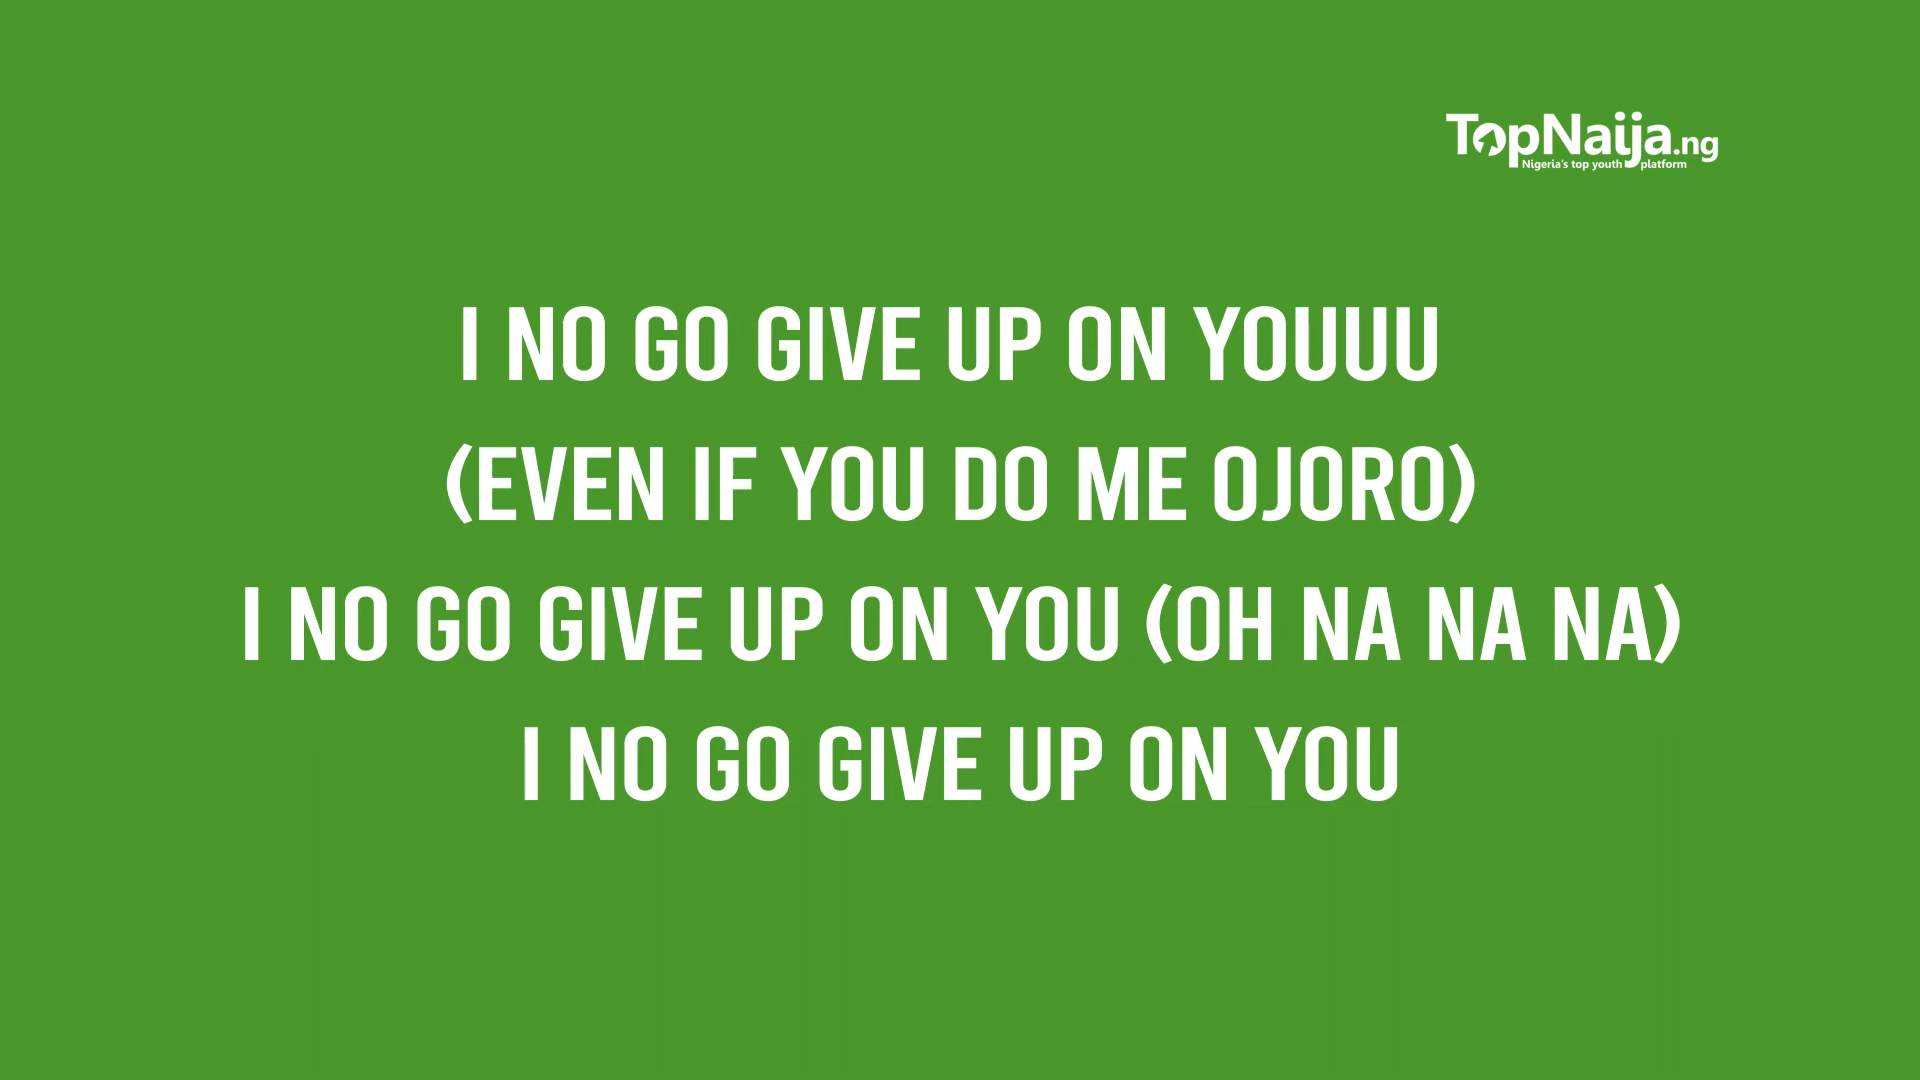 TopNaija.ng
Nigeria's top youth platform
I NO GO GIVE UP ON YOUUU
(EVEN IF YOU DO ME OJORO)
I NO GO GIVE UP ON YOU (OH NA NA NA)
I NO GO GIVE UP ON YOU